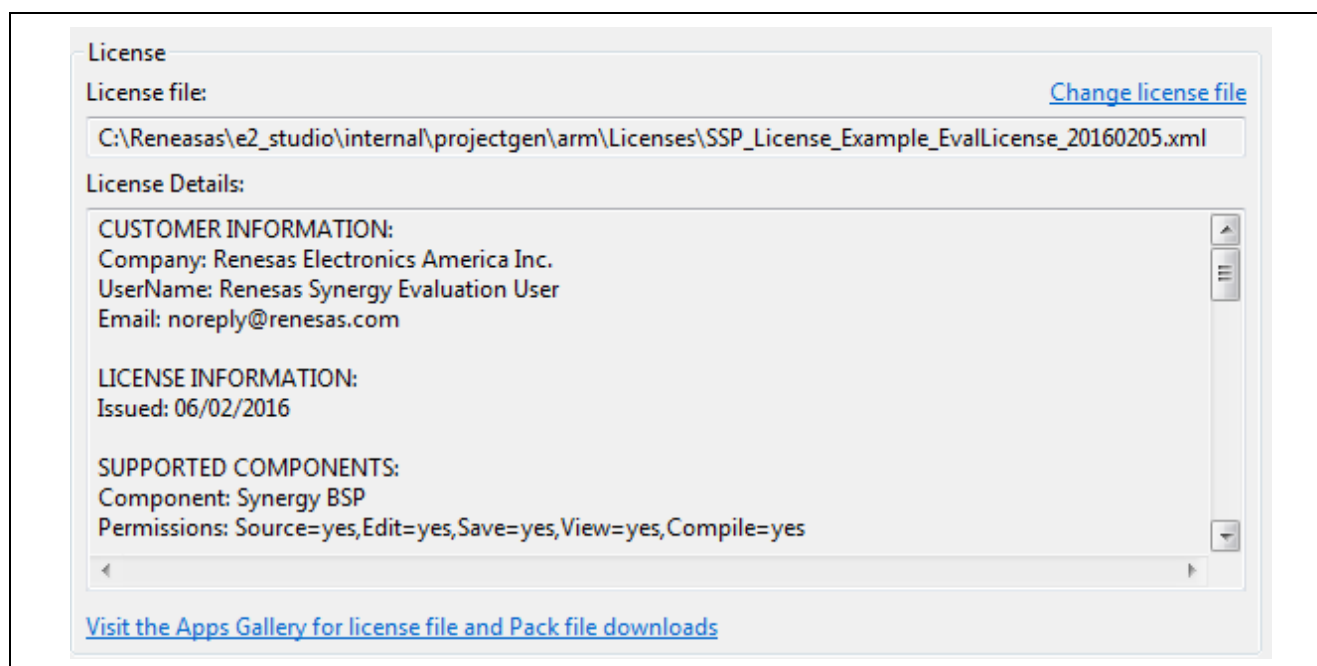 License
License file:
Change license file
C:\Reneasas\e2_studio\internal\projectgen\arm\Licenses\SSP_License_Example_EvalLicense_20160205.xml
License Details:
CUSTOMER INFORMATION:
Company: Renesas Electronics America Inc.
UserName: Renesas Synergy Evaluation User
Email: noreply@renesas.com
LICENSE INFORMATION:
Issued: 06/02/2016
SUPPORTED COMPONENTS:
Component: Synergy BSP
Permissions: Source=yes,Edit=yes,Save=yes,View=yes,Compile=yes
Visit the Apps Gallery for license file and Pack file downloads